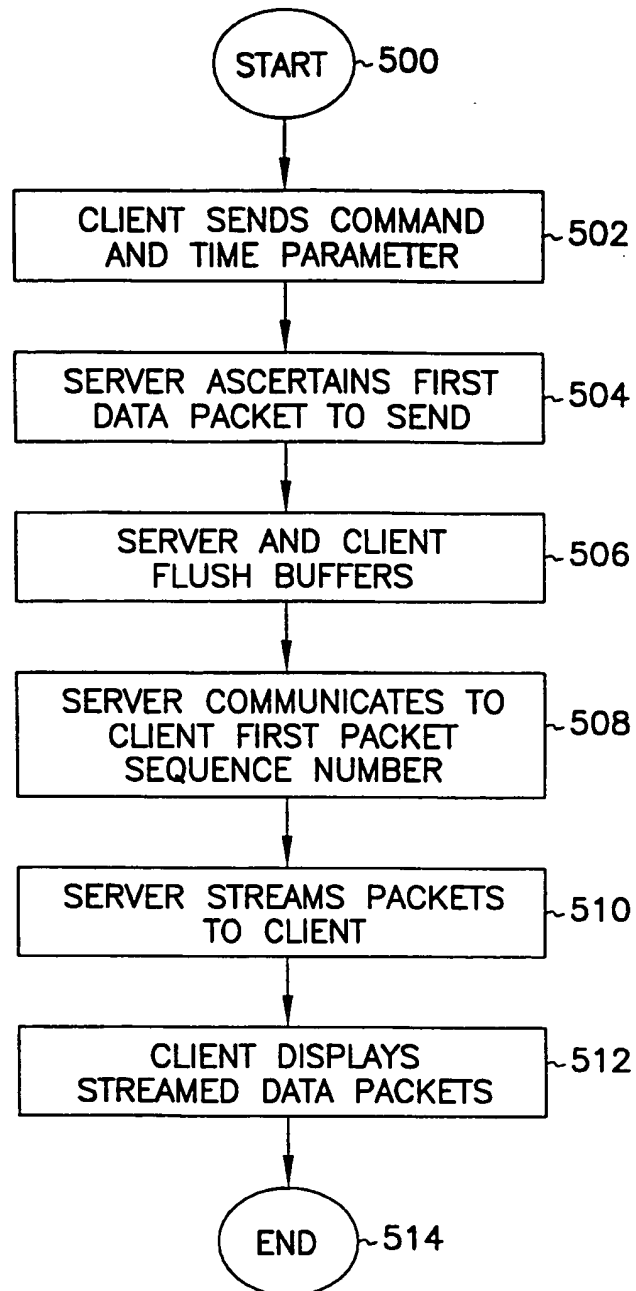 START
500
CLIENT SENDS COMMAND
AND TIME PARAMETER
502
SERVER ASCERTAINS FIRST
DATA PACKET TO SEND
504
SERVER AND CLIENT
FLUSH BUFFERS
506
SERVER COMMUNICATES TO
CLIENT FIRST PACKET
SEQUENCE NUMBER
508
SERVER STREAMS PACKETS
TO CLIENT
510
CLIENT DISPLAYS
STREAMED DATA PACKETS
512
END
514